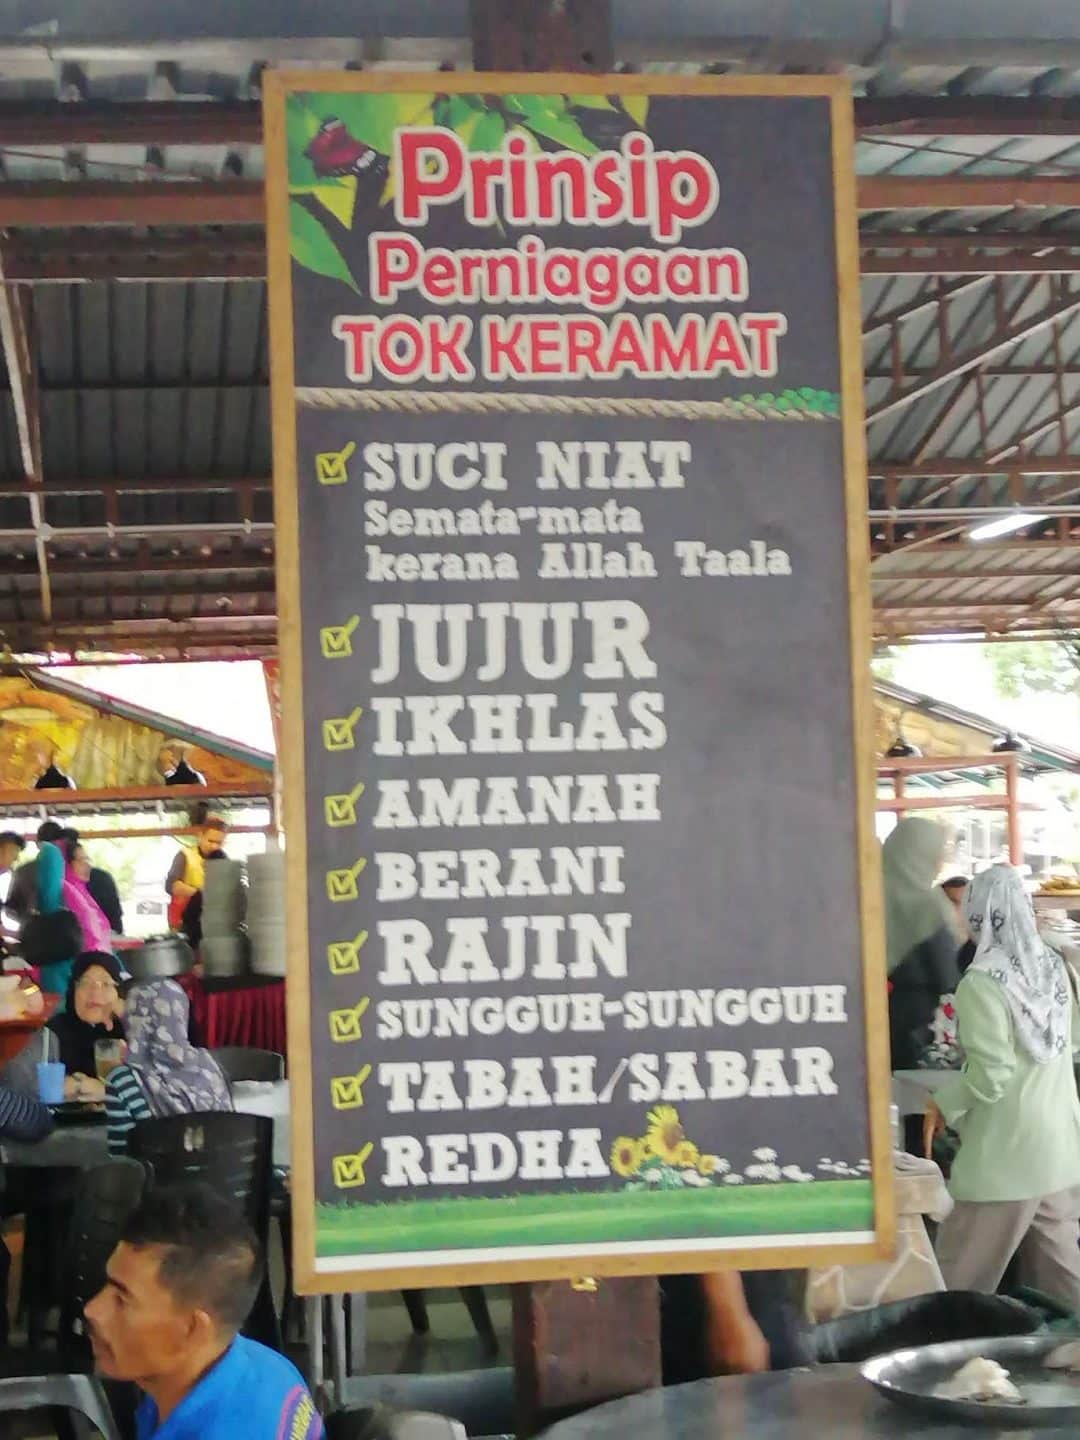 Prinsip
Perniagaan
TOK KERAMAT
SUCI NIAT
Semata-mata
kerana Allah Taala
JUJUR
IKHLAS
AMANAH
BERANI
RAJIN
SUNGGUH-SUNGGUH
TABAH/SABAR
REDHA